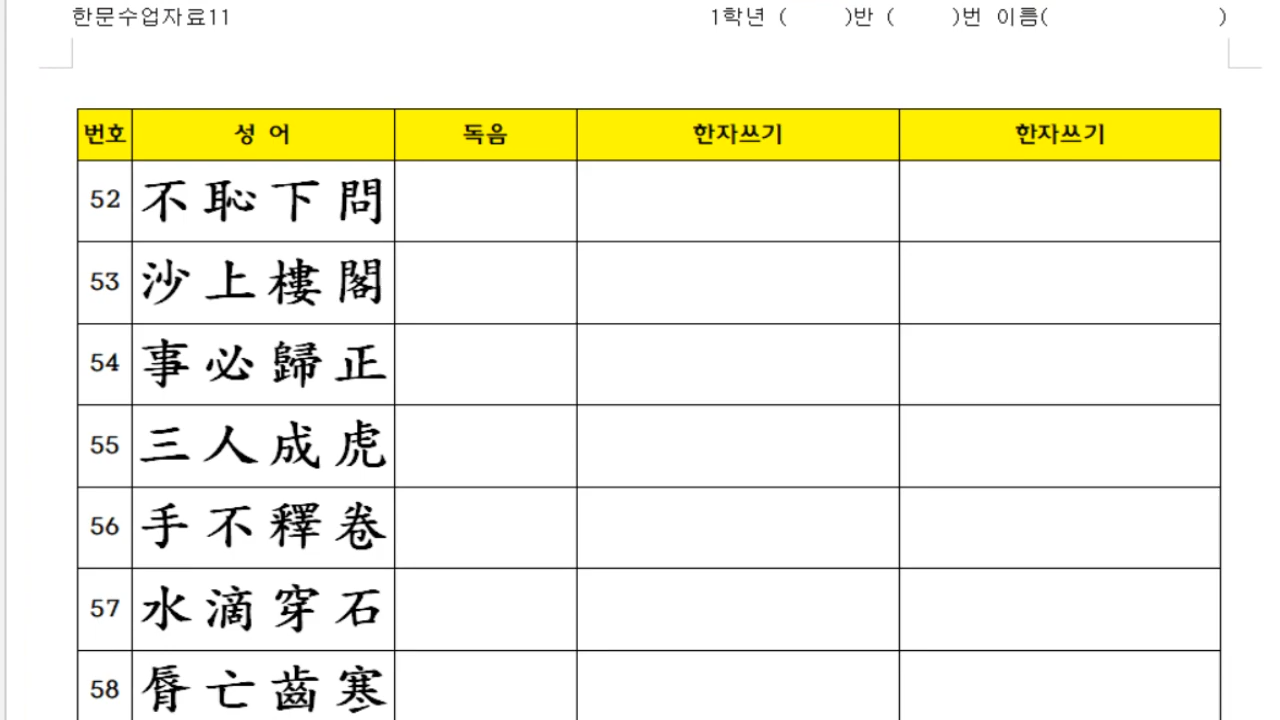 한문수업자료11 1학년 ( )반 ( )번 이름( )
번호 성 어 독음 한자쓰기 한자쓰기
52 不 恥 下 問
53 沙 上 樓 閣
54 事 必 歸 正
55 三 人 成 虎
56 手 不 釋 卷
57 水 滴 穿 石
58 脣 亡 齒 寒